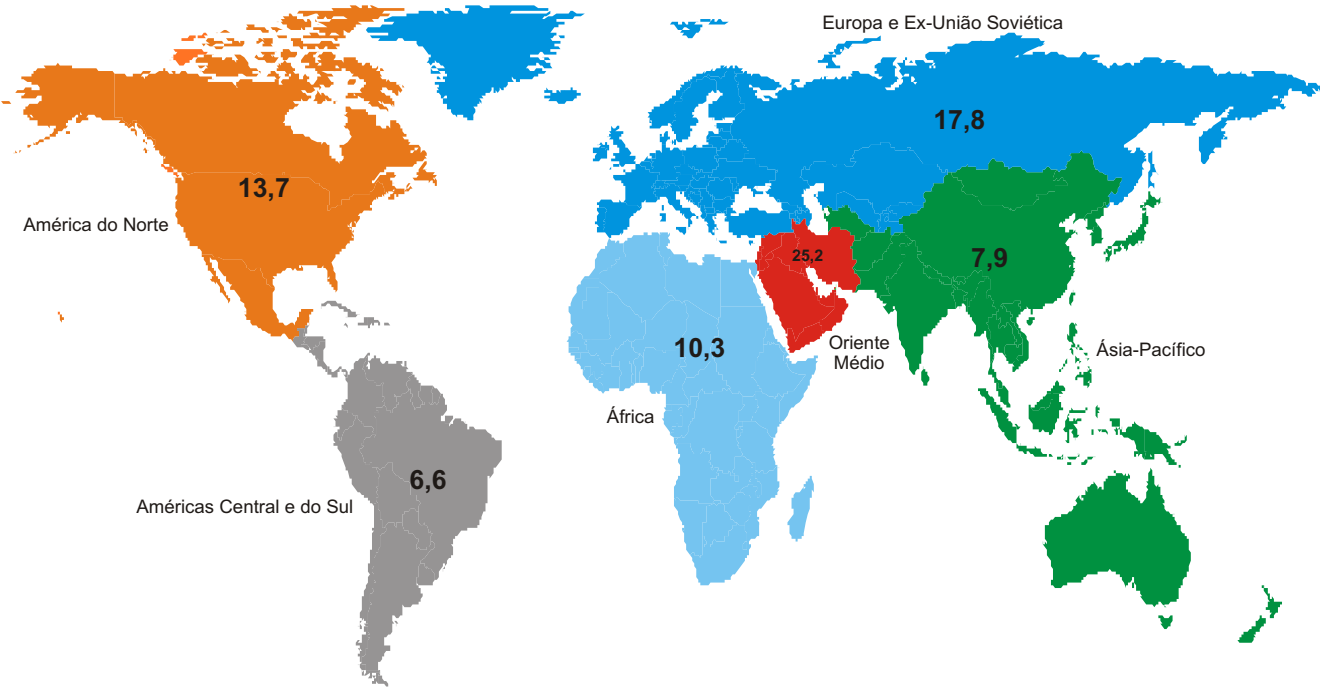 Europa e Ex-União Soviética
17,8
13,7
América do Norte
25,2
7,9
10,3
Oriente
Médio
Ásia-Pacífico
África
6,6
Américas Central e do Sul